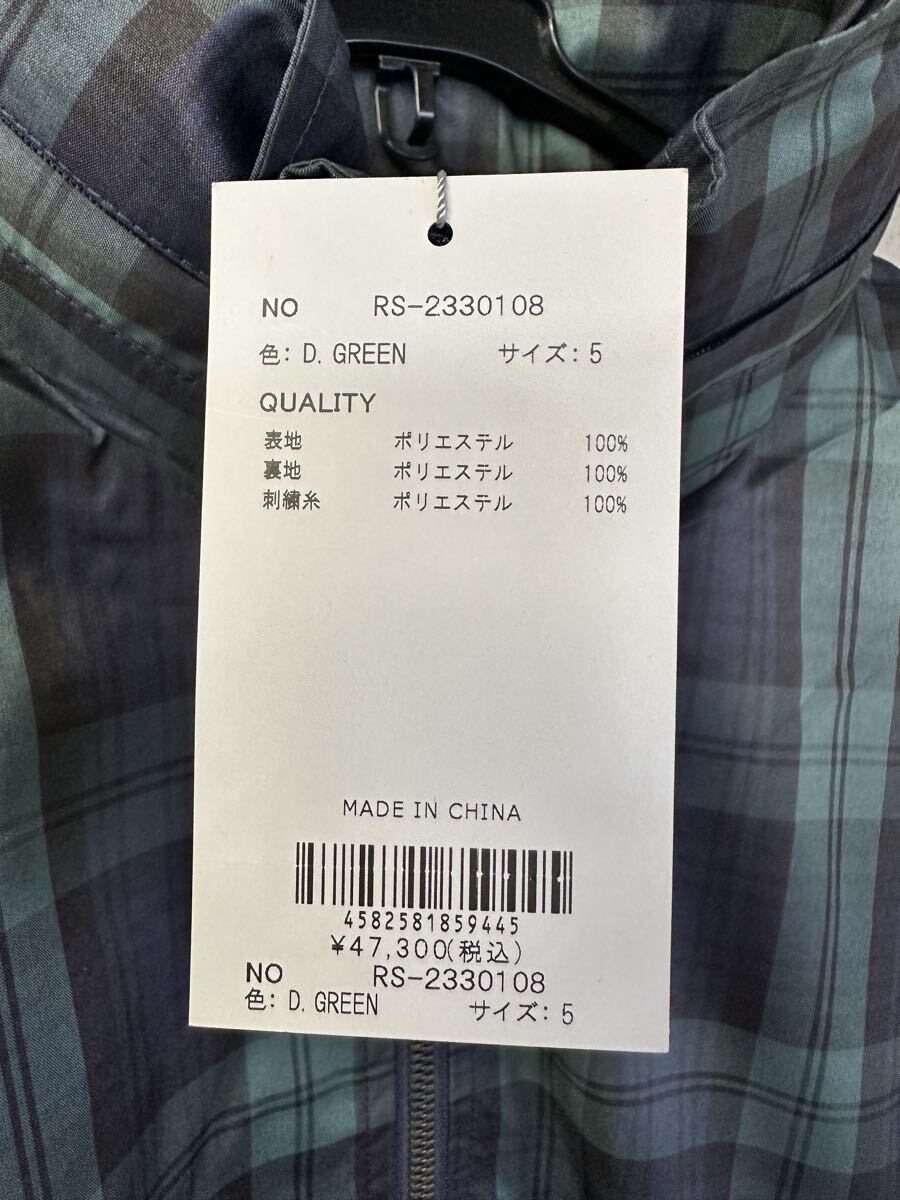 NO RS-2330108
色: D. GREEN サイズ: 5
QUALITY
表地 ポリエステル 100%
裏地 ポリエステル 100%
刺繍糸 ポリエステル 100%
MADE IN CHINA
4582581859445
¥47,300(税込)
NO RS-2330108
色: D. GREEN サイズ: 5